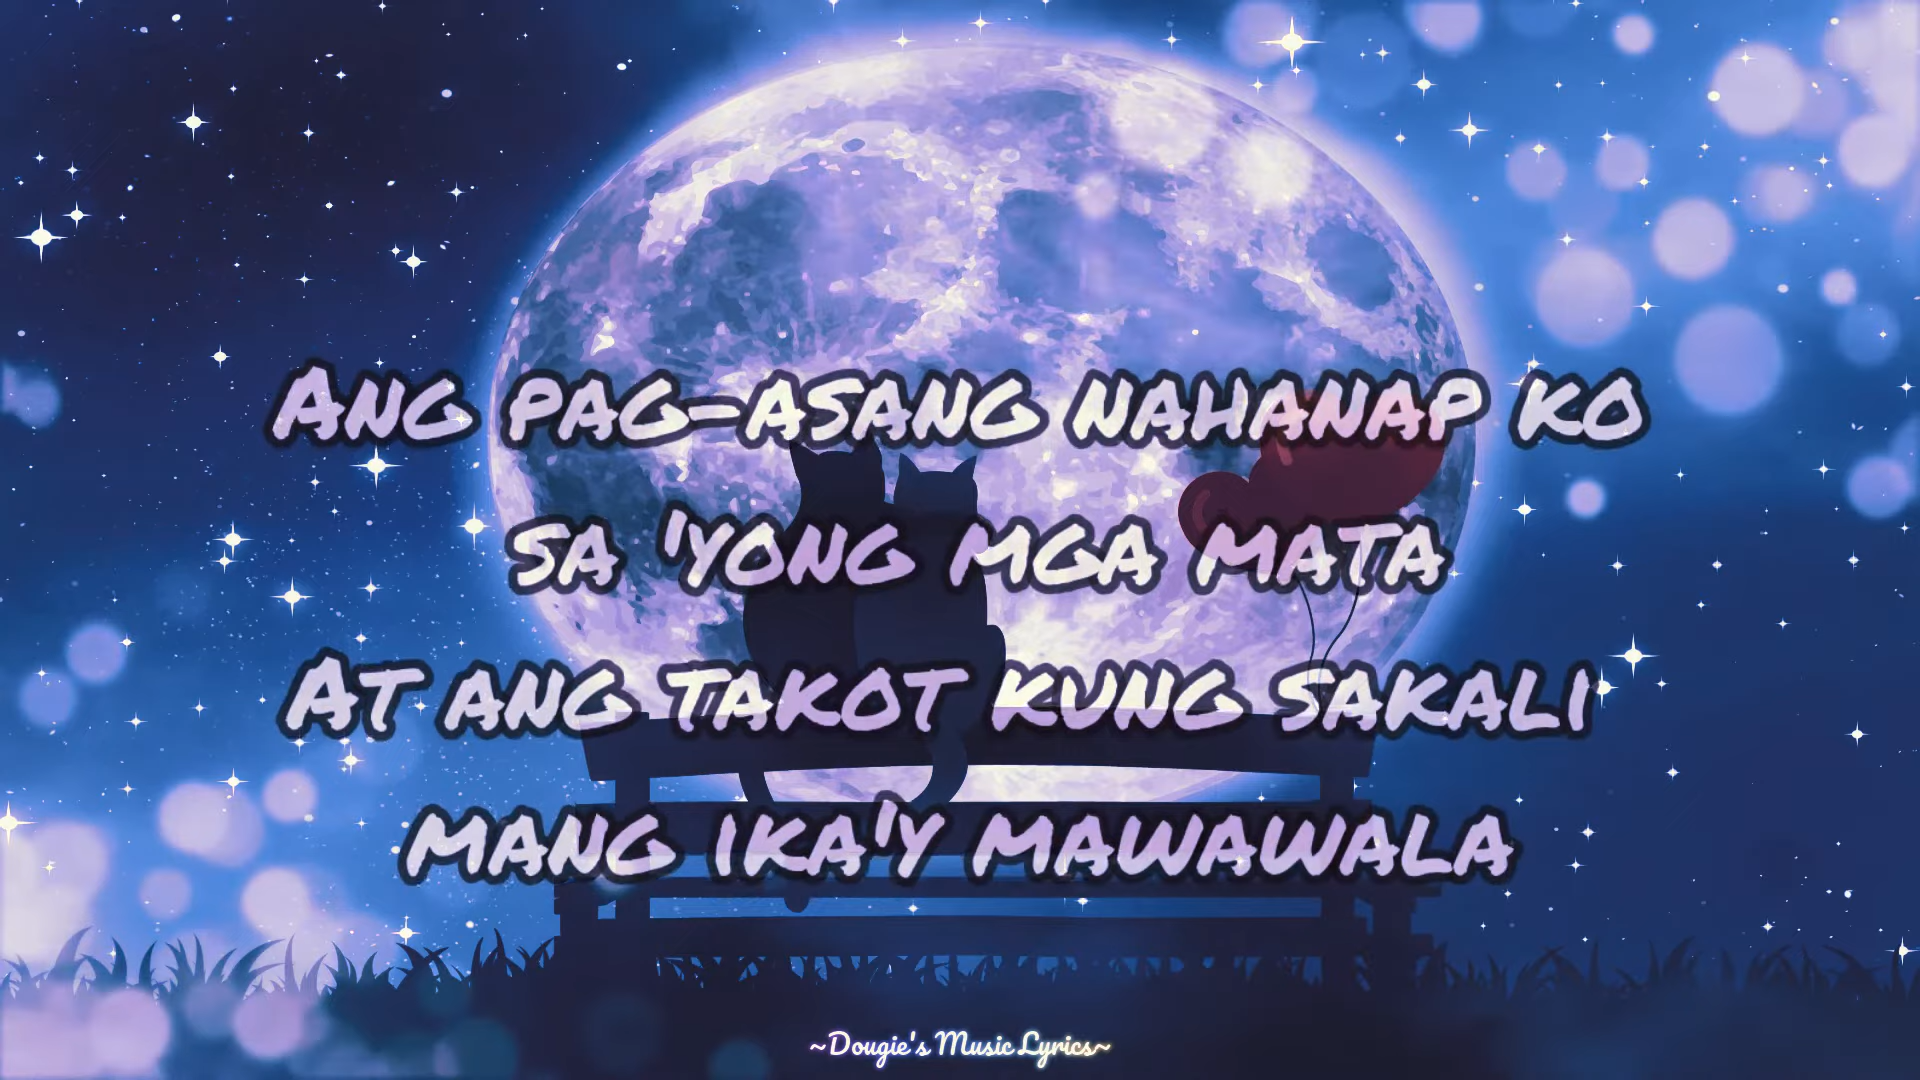 Ang pag-asang nahanap ko
sa 'yong mga mata
At ang takot kung sakali
mang ika'y mawawala
~Dougie's Music Lyrics~